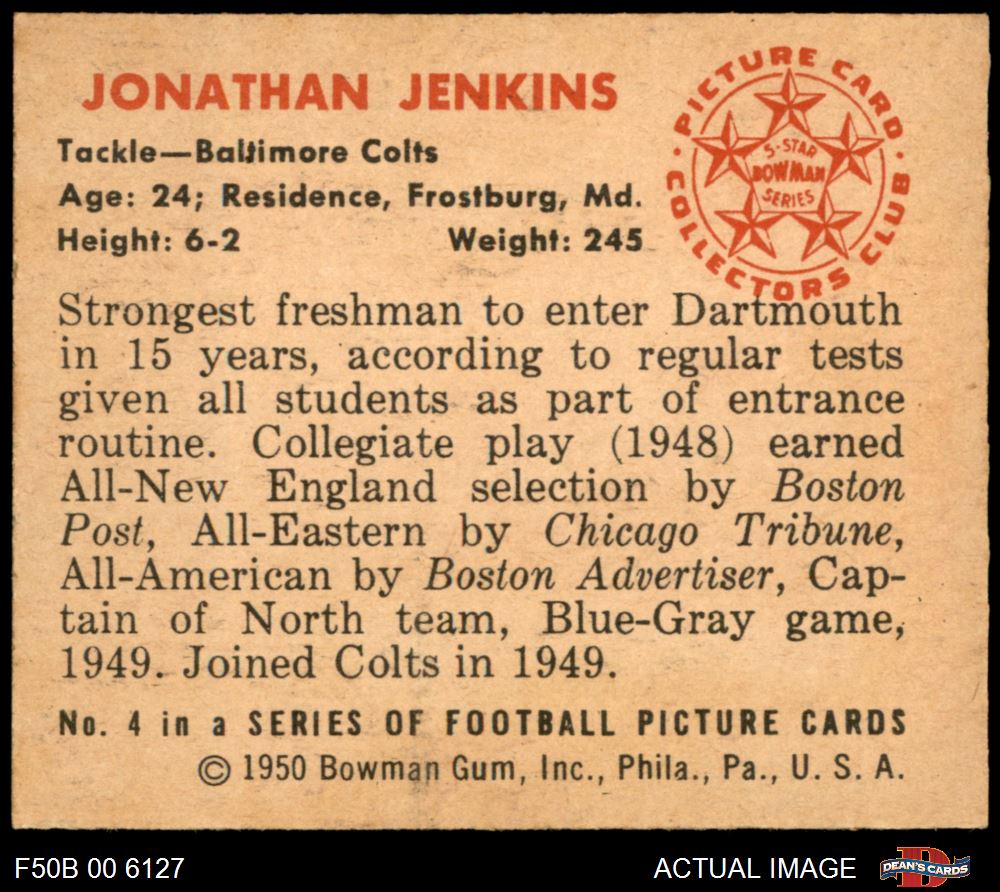 JONATHAN JENKINS
Tackle—Baltimore Colts
Age: 24; Residence, Frostburg, Md.
Height: 6-2 Weight: 245
PICTURE CARD
COLLECTORS CLUB
5-STAR
BOWMAN
SERIES
Strongest freshman to enter Dartmouth
in 15 years, according to regular tests
given all students as part of entrance
routine. Collegiate play (1948) earned
All-New England selection by Boston
Post, All-Eastern by Chicago Tribune,
All-American by Boston Advertiser, Cap-
tain of North team, Blue-Gray game,
1949. Joined Colts in 1949.
No. 4 in a SERIES OF FOOTBALL PICTURE CARDS
© 1950 Bowman Gum, Inc., Phila., Pa., U. S. A.
F50B 00 6127
ACTUAL IMAGE
DEAN'S CARDS